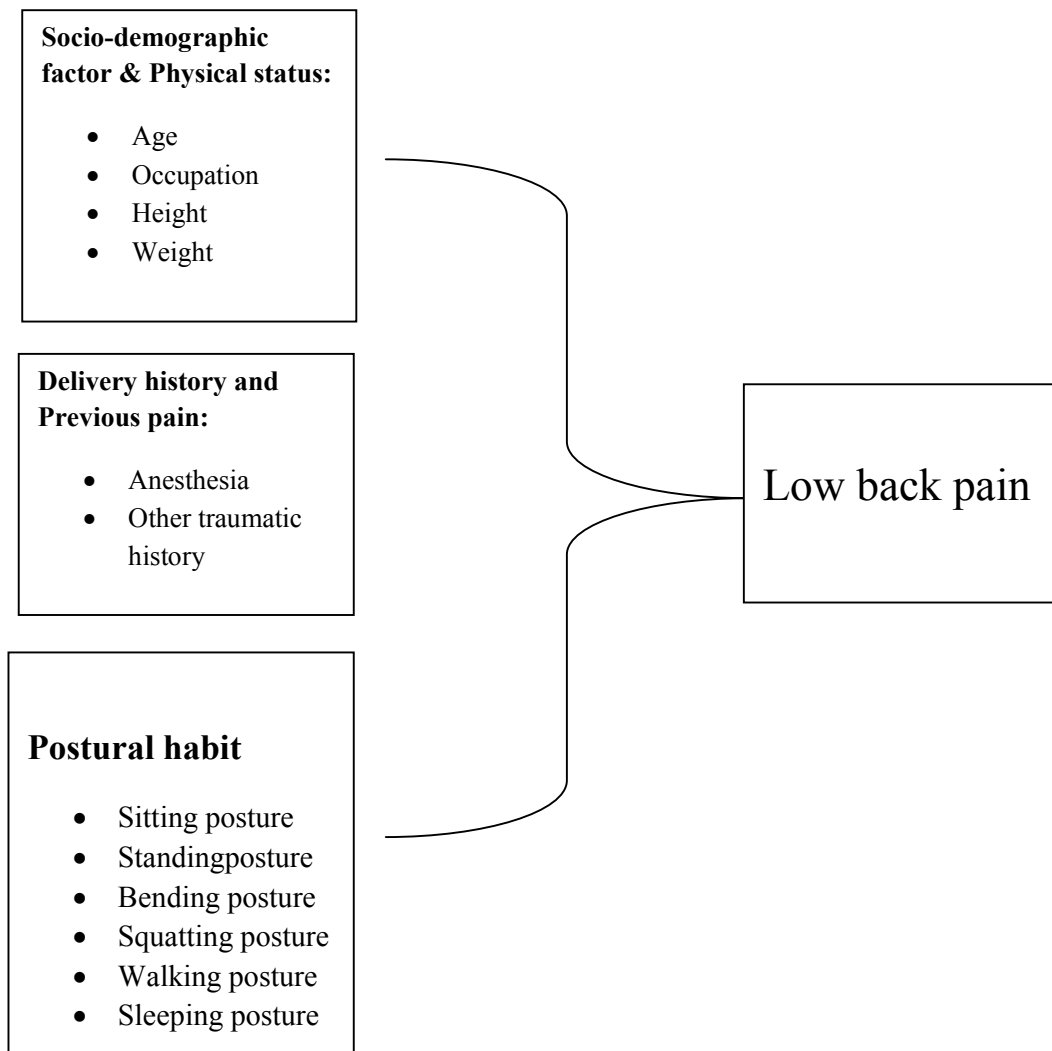 Socio-demographic
factor & Physical status:
• Age
• Occupation
• Height
• Weight
Delivery history and
Previous pain:
• Anesthesia
• Other traumatic
history
Low back pain
Postural habit
• Sitting posture
• Standingposture
• Bending posture
• Squatting posture
• Walking posture
• Sleeping posture